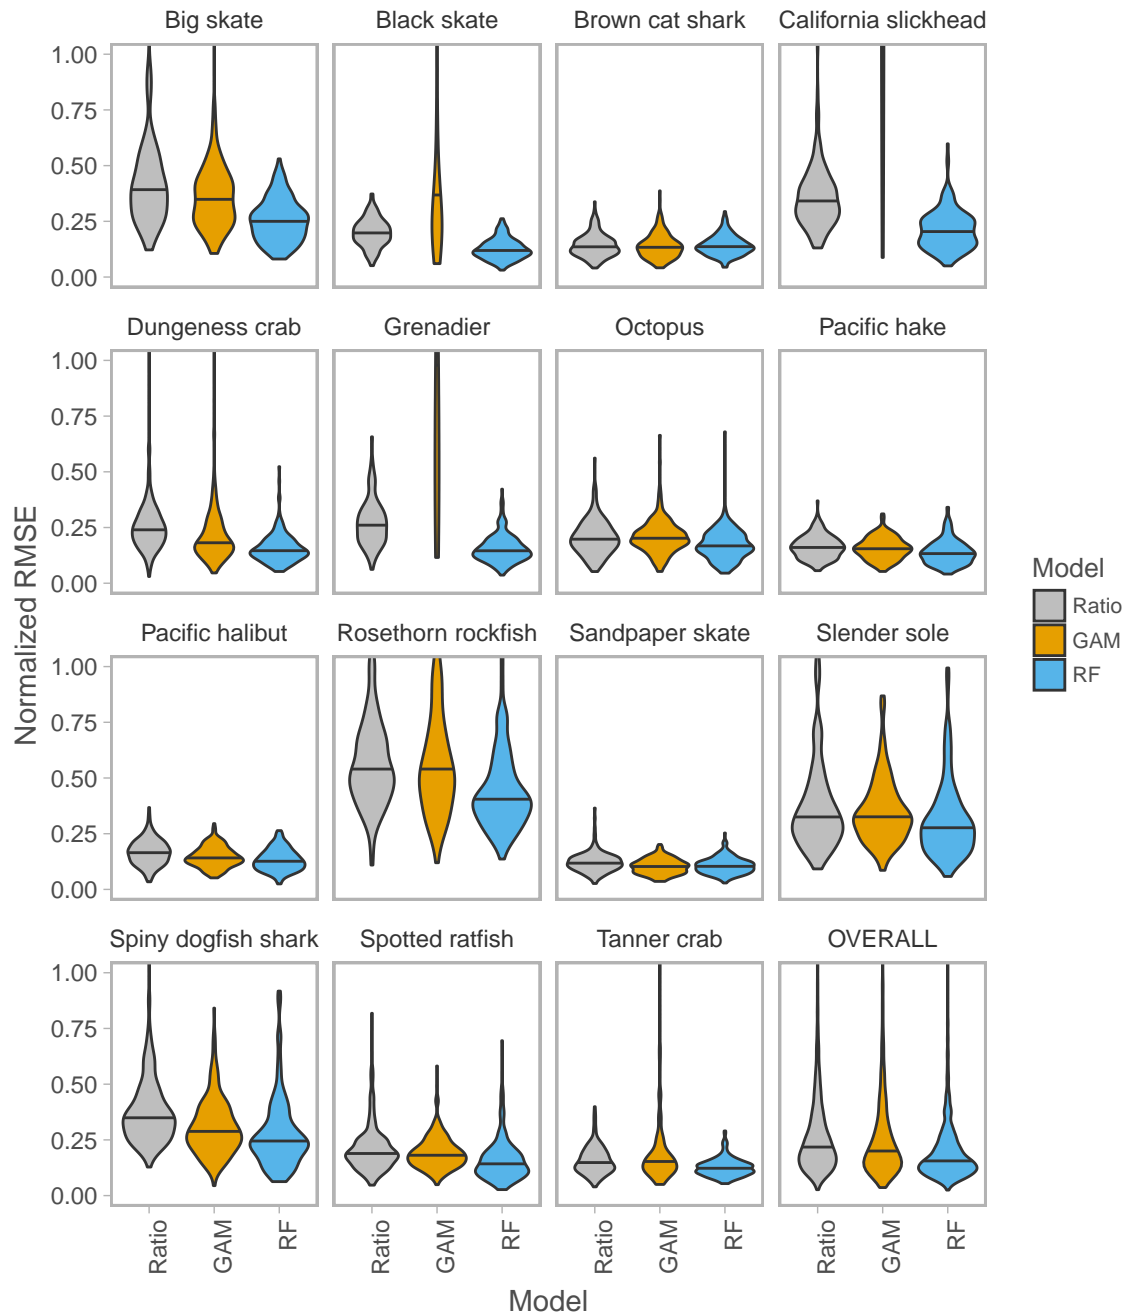 Big skate
Black skate
Brown cat shark
California slickhead
1.00
0.75
0.50
0.25
0.00
Dungeness crab
Grenadier
Octopus
Pacific hake
1.00
0.75
0.50
0.25
0.00
Pacific halibut
Rosethorn rockfish
Sandpaper skate
Slender sole
1.00
0.75
0.50
0.25
0.00
Spiny dogfish shark
Spotted ratfish
Tanner crab
OVERALL
1.00
0.75
0.50
0.25
0.00
Ratio
GAM
RF
Ratio
GAM
RF
Ratio
GAM
RF
Ratio
GAM
RF
Model
Normalized RMSE
Model
Ratio
GAM
RF